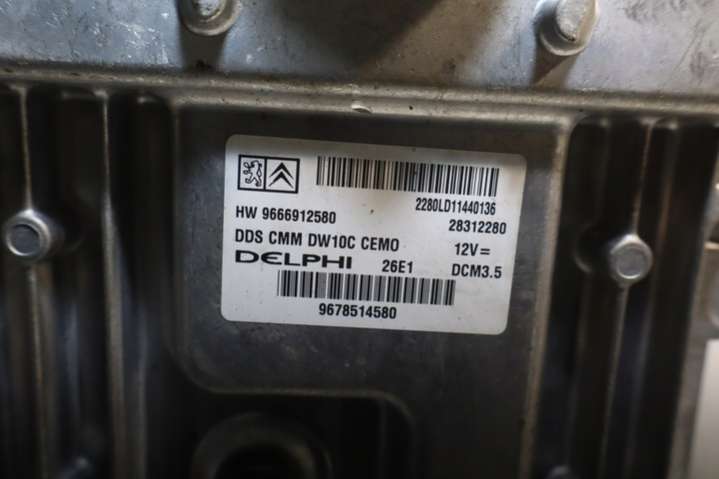 2280LD11440136
HW 9666912580 28312280
DDS CMM DW10C CEMO 12V=
DELPHI 26E1 DCM3.5
9678514580